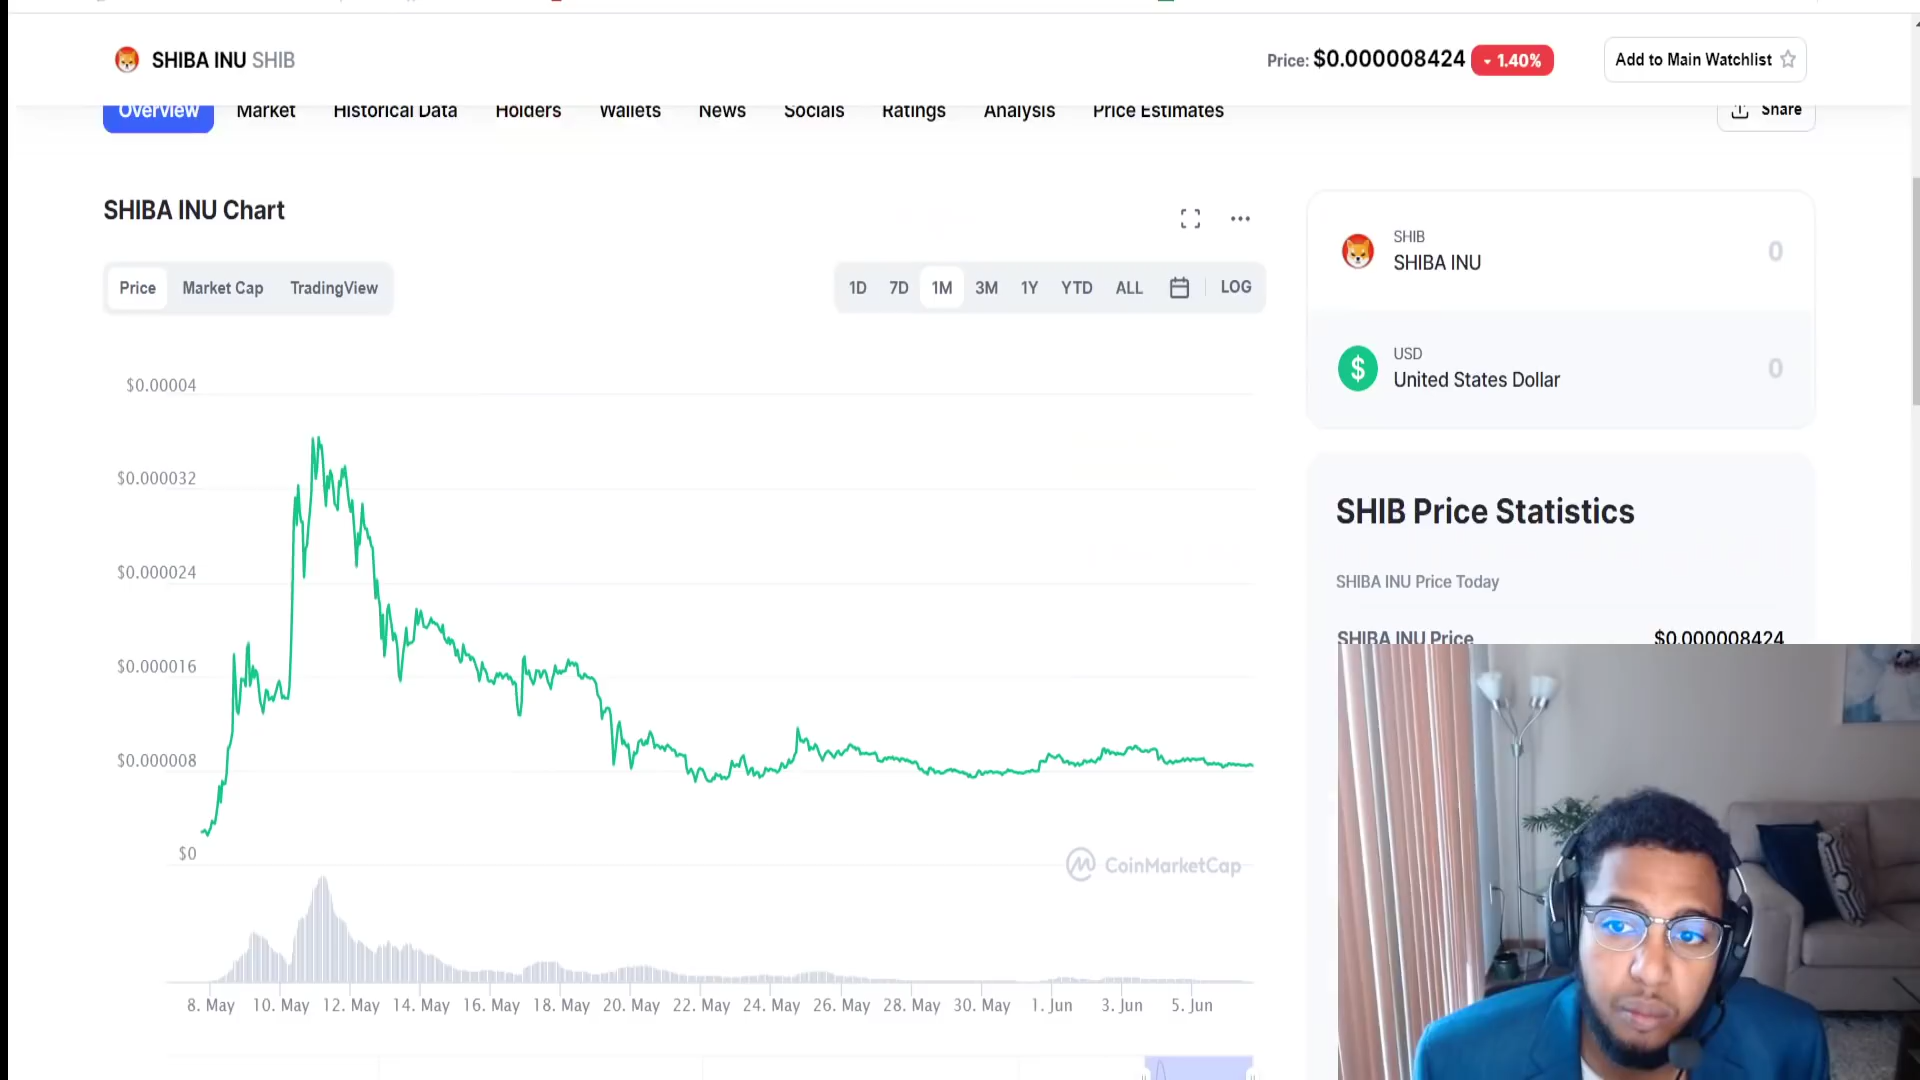 SHIBA INU SHIB
Price: $0.000008424 1.40%
Add to Main Watchlist
Overview Market Historical Data Holders Wallets News Socials Ratings Analysis Price Estimates
Share
SHIBA INU Chart
Price Market Cap TradingView
1D 7D 1M 3M 1Y YTD ALL LOG
$0.00004
$0.000032
$0.000024
$0.000016
$0.000008
$0
CoinMarketCap
8. May 10. May 12. May 14. May 16. May 18. May 20. May 22. May 24. May 26. May 28. May 30. May 1. Jun 3. Jun 5. Jun
SHIB
SHIBA INU
0
USD
$ United States Dollar
0
SHIB Price Statistics
SHIBA INU Price Today
SHIBA INU Price $0.000008424